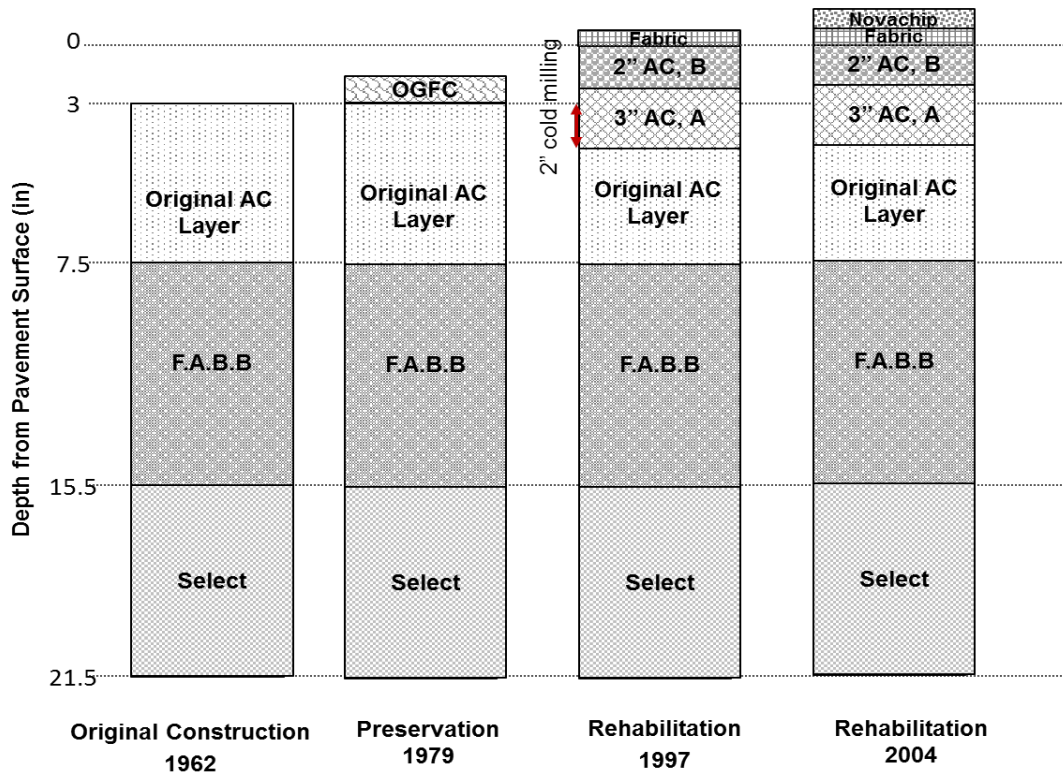 Depth from Pavement Surface (in)
0
3
7.5
15.5
21.5
Original AC
Layer
F.A.B.B
Select
Original Construction
1962
OGFC
Original AC
Layer
F.A.B.B
Select
Preservation
1979
2” cold milling
Fabric
2” AC, B
3” AC, A
Original AC
Layer
F.A.B.B
Select
Rehabilitation
1997
Novachip
Fabric
2” AC, B
3” AC, A
Original AC
Layer
F.A.B.B
Select
Rehabilitation
2004